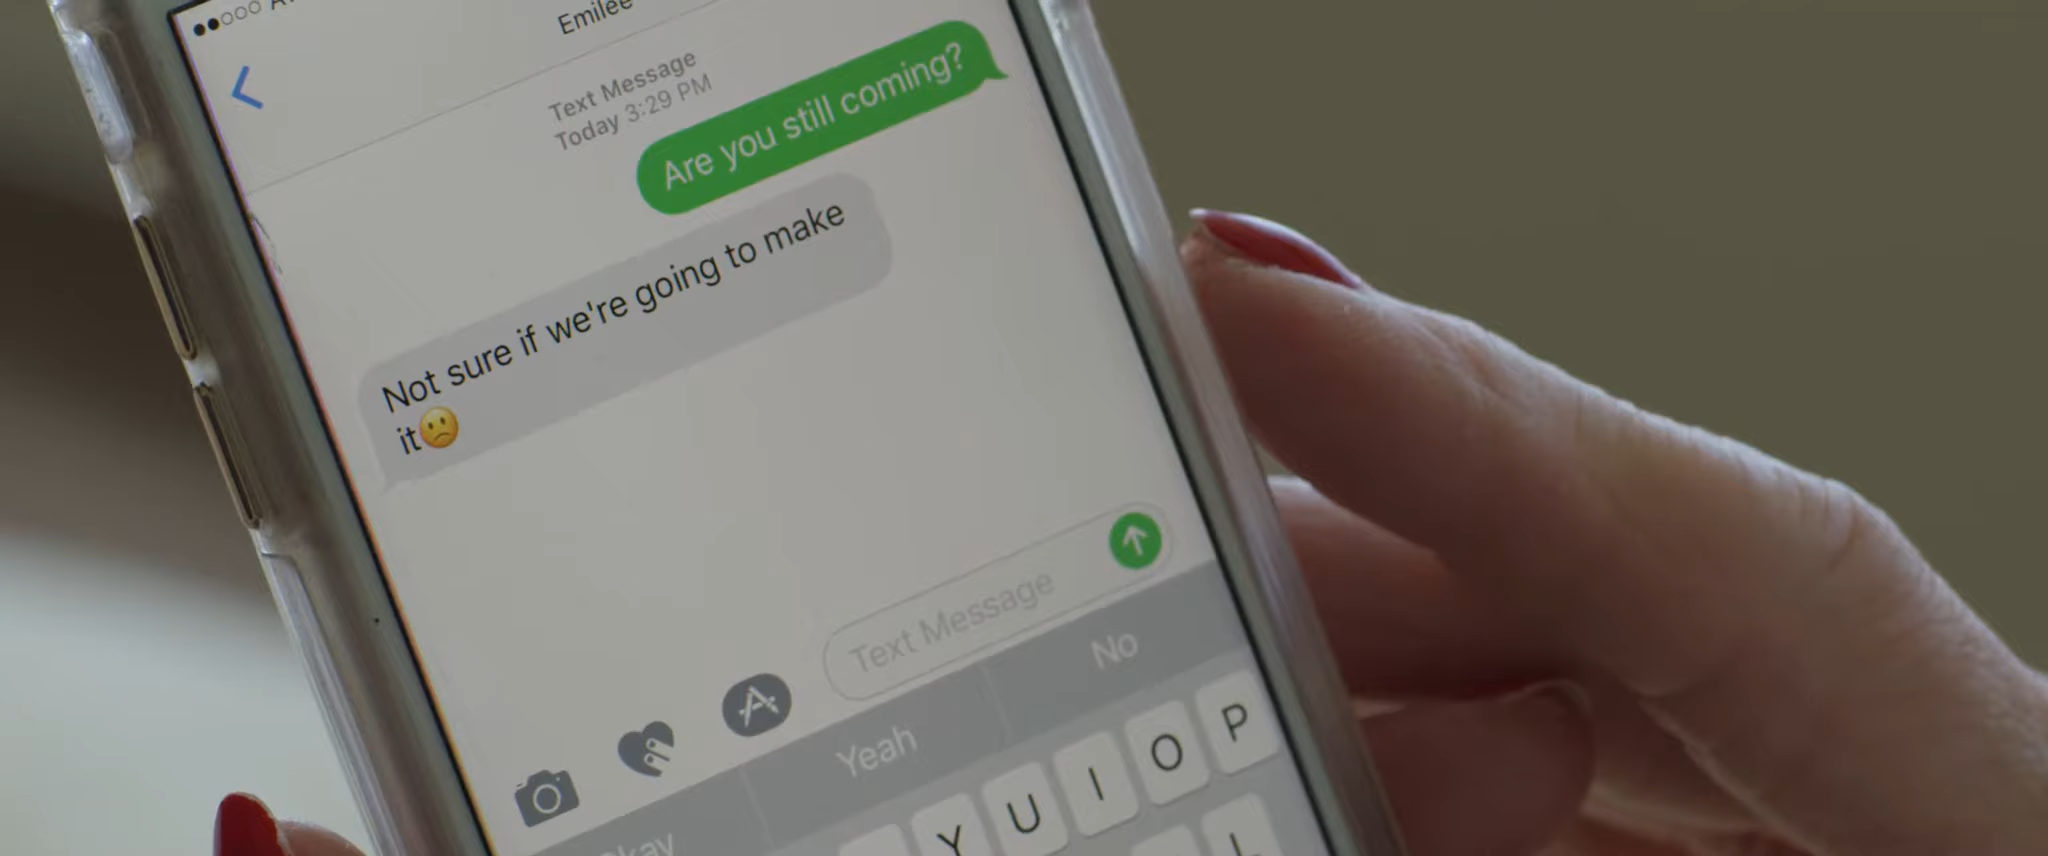 Emilee
Text Message
Today 3:29 PM
Are you still coming?
Not sure if we're going to make
it☹️
Text Message
Yeah
No
Y U I O P
L